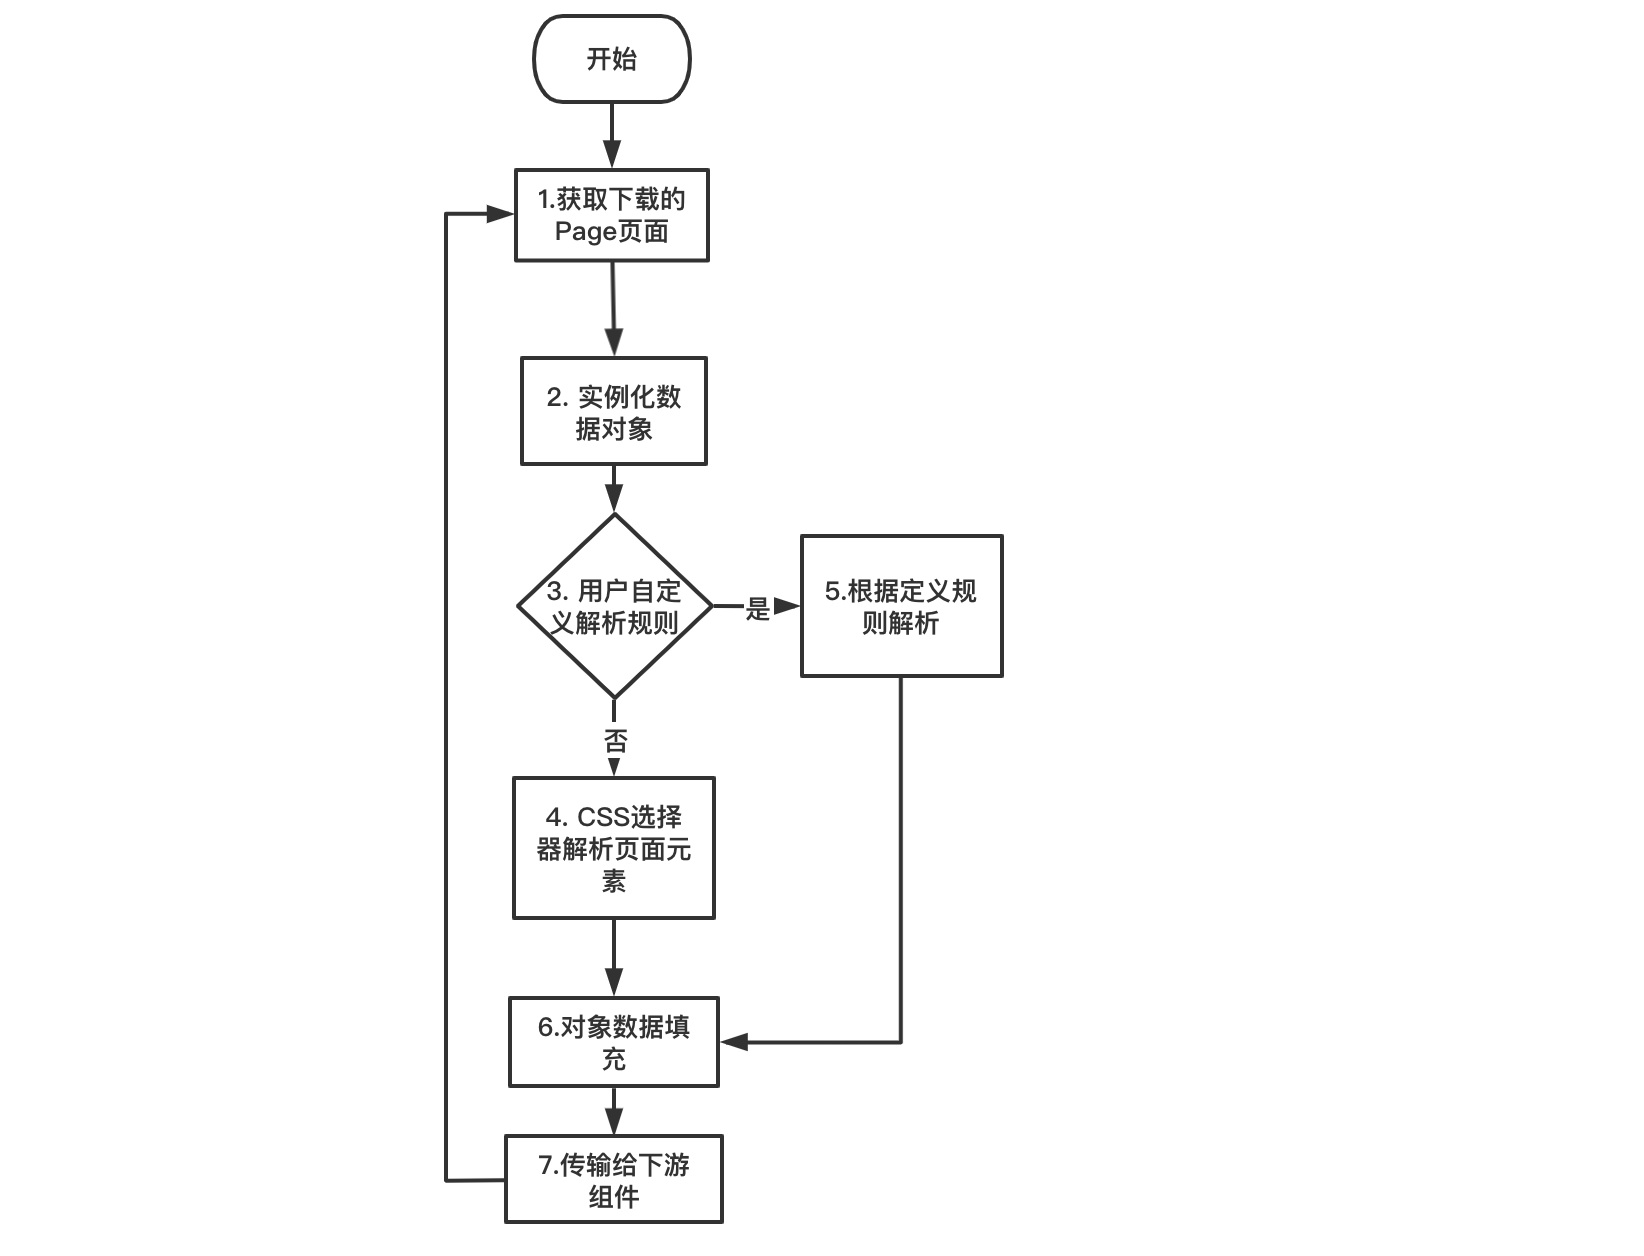 开始
1.获取下载的
Page页面
2. 实例化数
据对象
3. 用户自定
义解析规则
是
5.根据定义规
则解析
否
4. CSS选择
器解析页面元
素
6.对象数据填
充
7.传输给下游
组件